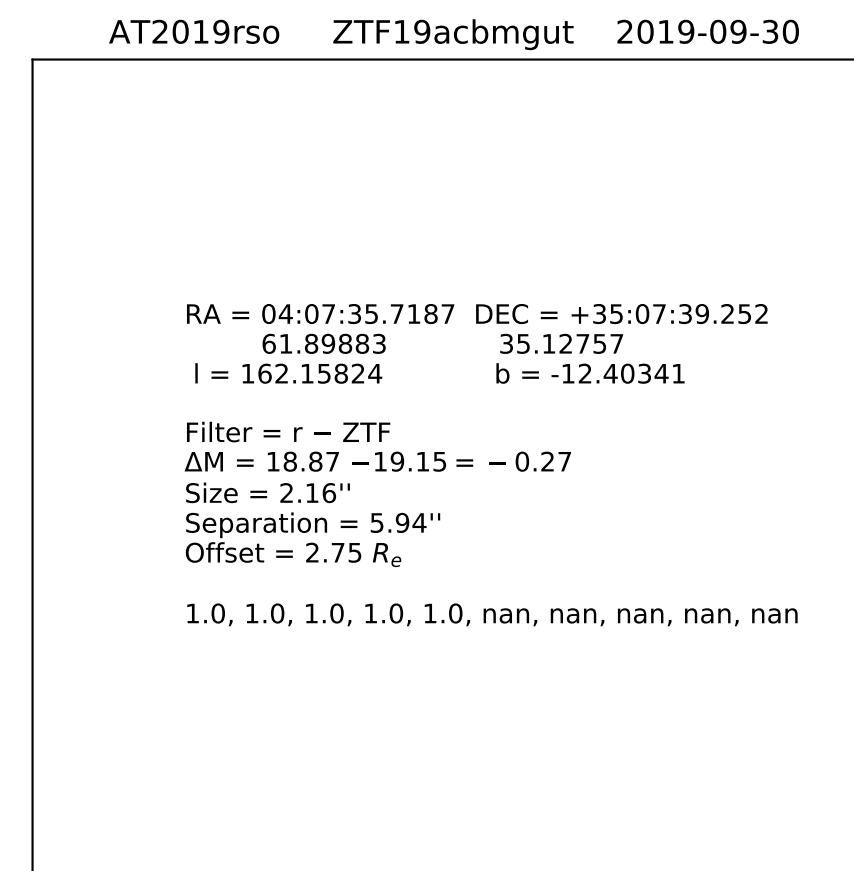 AT2019rso ZTF19acbmgut 2019-09-30
RA = 04:07:35.7187 DEC = +35:07:39.252
61.89883 35.12757
l = 162.15824 b = -12.40341
Filter = r − ZTF
ΔM = 18.87 −19.15 = − 0.27
Size = 2.16''
Separation = 5.94''
Offset = 2.75 Rₑ
1.0, 1.0, 1.0, 1.0, 1.0, nan, nan, nan, nan, nan